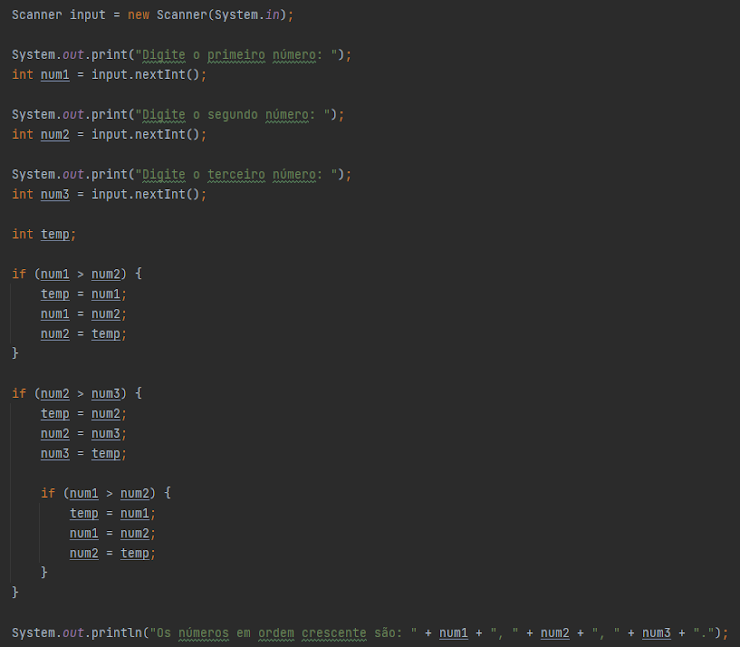 Scanner input = new Scanner(System.in);
System.out.print("Digite o primeiro número: ");
int num1 = input.nextInt();
System.out.print("Digite o segundo número: ");
int num2 = input.nextInt();
System.out.print("Digite o terceiro número: ");
int num3 = input.nextInt();
int temp;
if (num1 > num2) {
    temp = num1;
    num1 = num2;
    num2 = temp;
}
if (num2 > num3) {
    temp = num2;
    num2 = num3;
    num3 = temp;
    if (num1 > num2) {
        temp = num1;
        num1 = num2;
        num2 = temp;
    }
}
System.out.println("Os números em ordem crescente são: " + num1 + ", " + num2 + ", " + num3 + ".");